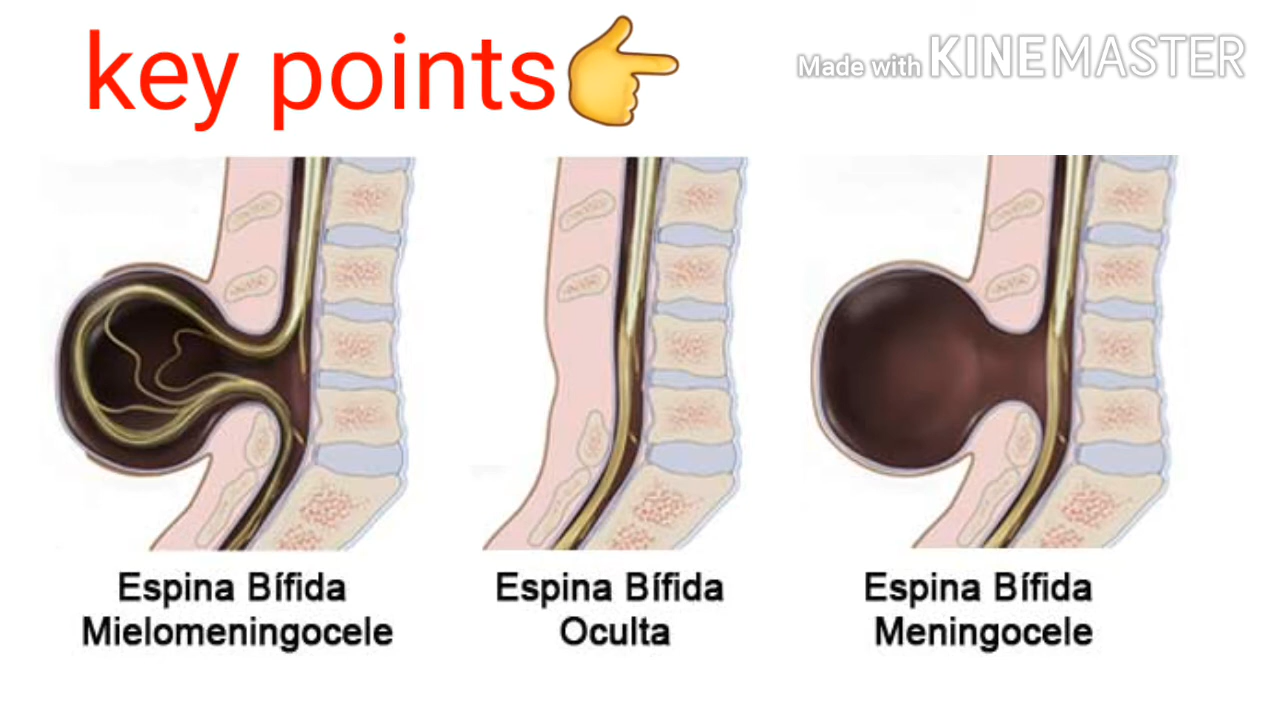 key points👉
Made with KINEMASTER
Espina Bífida
Mielomeningocele
Espina Bífida
Oculta
Espina Bífida
Meningocele